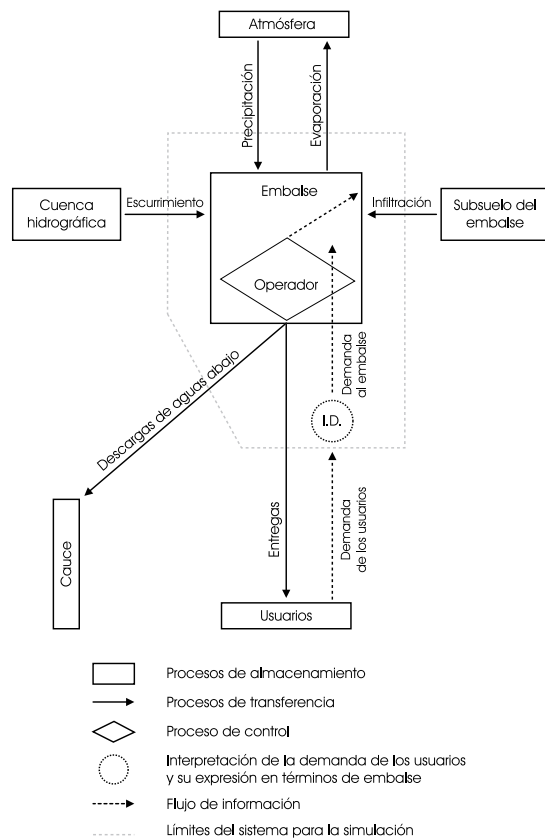 Atmósfera
Precipitación
Evaporación
Cuenca
hidrográfica
Escurrimiento
Embalse
Infiltración
Subsuelo del
embalse
Operador
Demanda
al embalse
I.D.
Descargas de aguas abajo
Cauce
Entregas
Demanda
de los usuarios
Usuarios
Procesos de almacenamiento
Procesos de transferencia
Proceso de control
Interpretación de la demanda de los usuarios
y su expresión en términos de embalse
Flujo de información
Límites del sistema para la simulación